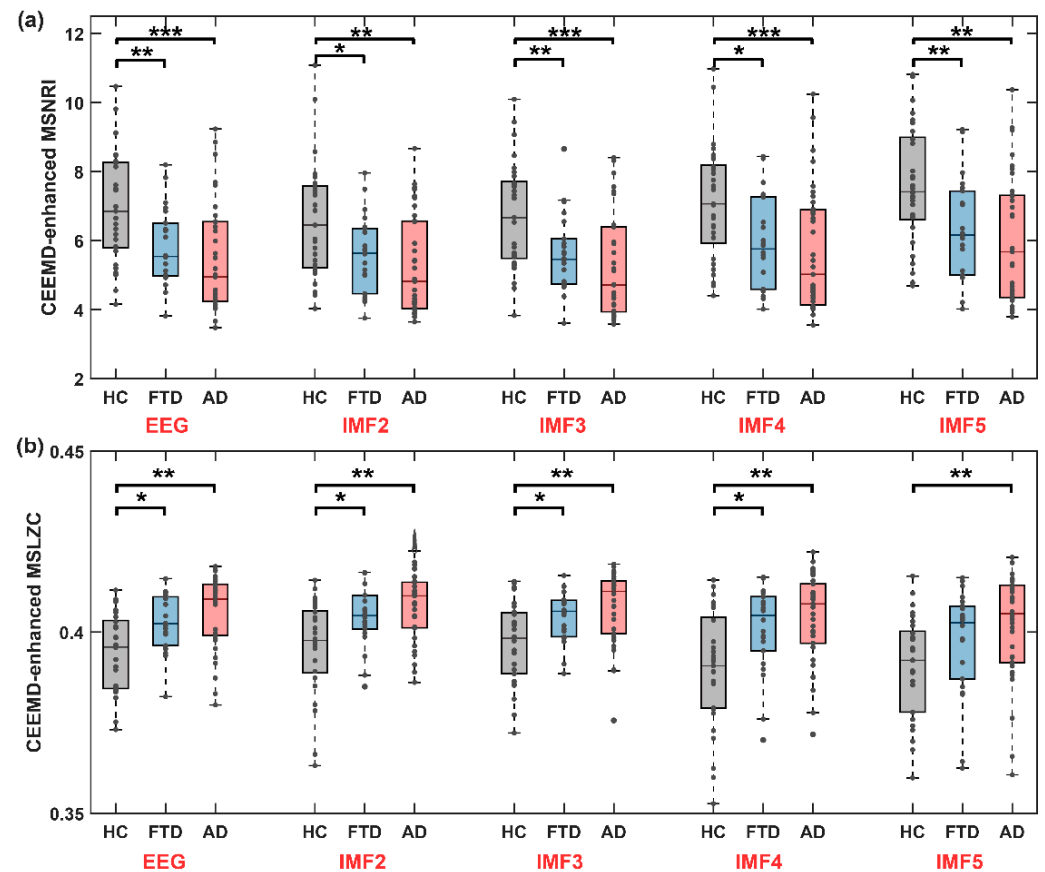 (a)
CEEMD-enhanced MSNRI
12
10
8
6
4
2
*** ** ** * *** ** *** * ** **
HC FTD AD HC FTD AD HC FTD AD HC FTD AD HC FTD AD
EEG IMF2 IMF3 IMF4 IMF5
(b)
CEEMD-enhanced MSLZC
0.45
0.4
0.35
** * ** * ** * ** * **
HC FTD AD HC FTD AD HC FTD AD HC FTD AD HC FTD AD
EEG IMF2 IMF3 IMF4 IMF5